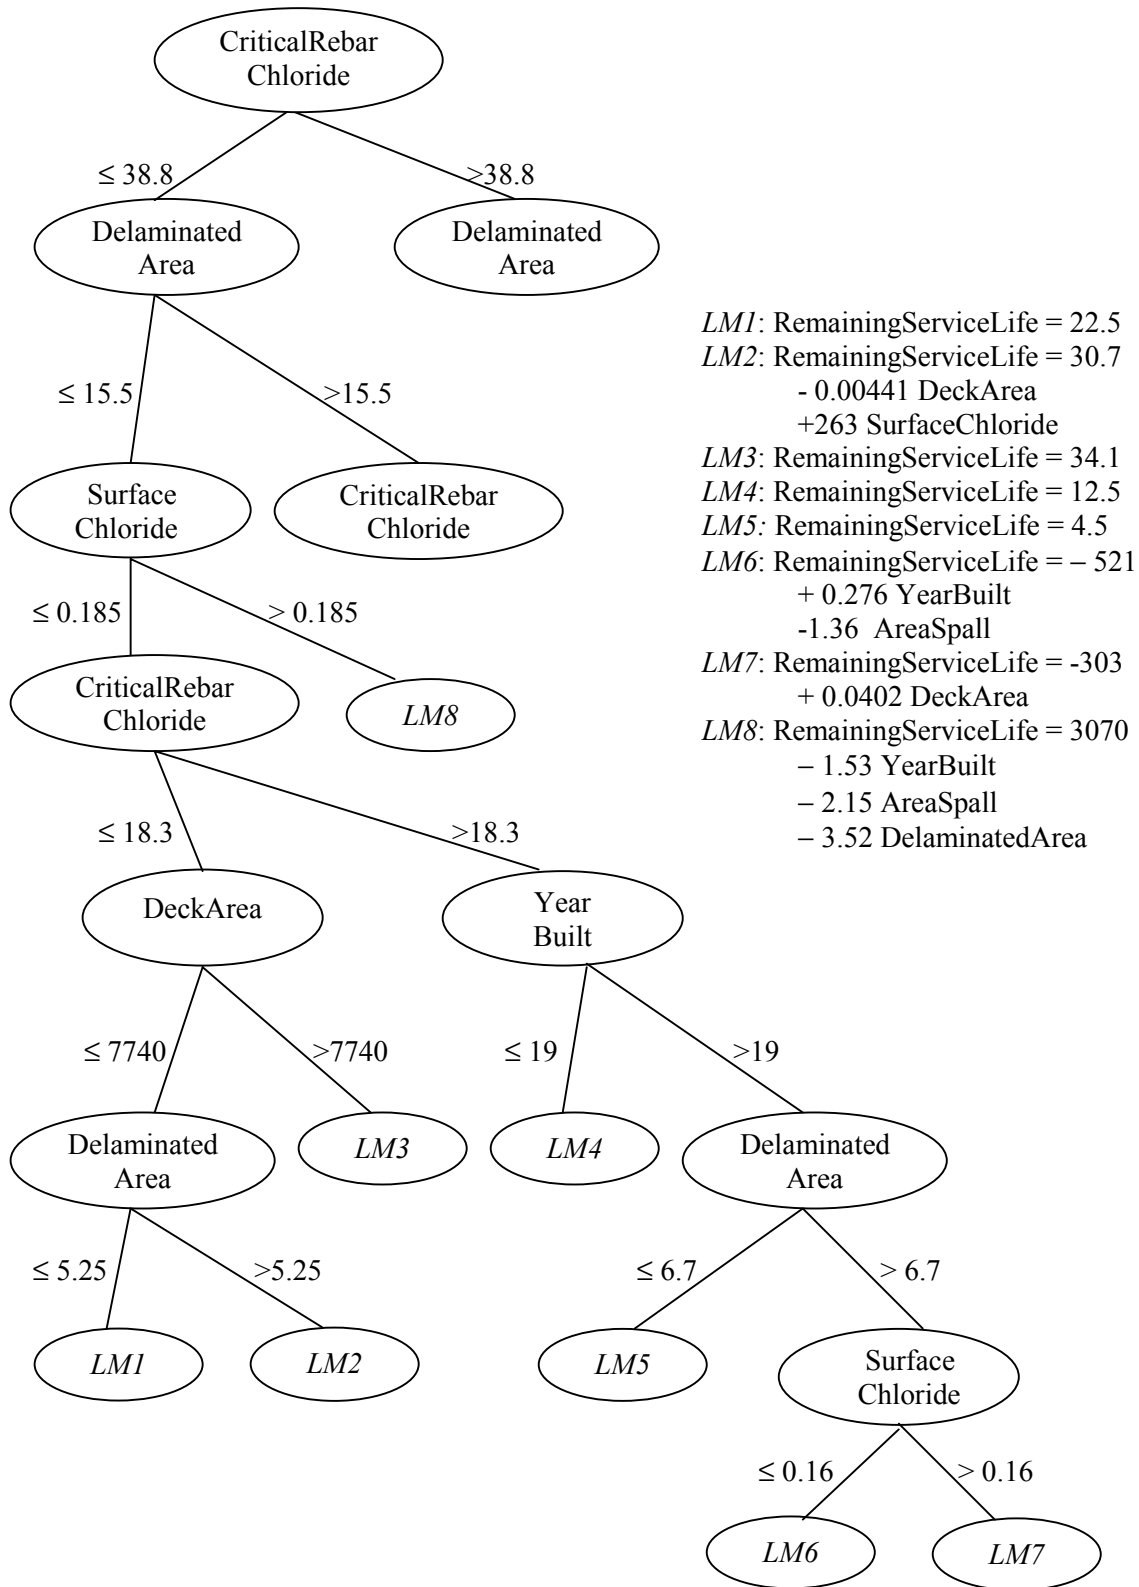 CriticalRebar
Chloride
≤ 38.8
>38.8
Delaminated
Area
Delaminated
Area
≤ 15.5
>15.5
Surface
Chloride
CriticalRebar
Chloride
≤ 0.185
> 0.185
CriticalRebar
Chloride
LM8
≤ 18.3
>18.3
DeckArea
Year
Built
≤ 7740
>7740
≤ 19
>19
Delaminated
Area
LM3
LM4
Delaminated
Area
≤ 5.25
>5.25
≤ 6.7
> 6.7
LM1
LM2
LM5
Surface
Chloride
≤ 0.16
> 0.16
LM6
LM7
LM1: RemainingServiceLife = 22.5
LM2: RemainingServiceLife = 30.7
- 0.00441 DeckArea
+263 SurfaceChloride
LM3: RemainingServiceLife = 34.1
LM4: RemainingServiceLife = 12.5
LM5: RemainingServiceLife = 4.5
LM6: RemainingServiceLife = – 521
+ 0.276 YearBuilt
-1.36  AreaSpall
LM7: RemainingServiceLife = -303
+ 0.0402 DeckArea
LM8: RemainingServiceLife = 3070
– 1.53 YearBuilt
– 2.15 AreaSpall
– 3.52 DelaminatedArea